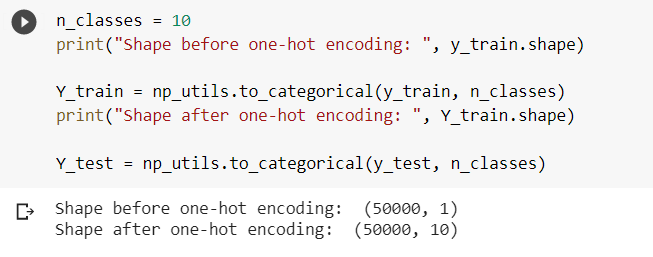 n_classes = 10
print("Shape before one-hot encoding: ", y_train.shape)
Y_train = np_utils.to_categorical(y_train, n_classes)
print("Shape after one-hot encoding: ", Y_train.shape)
Y_test = np_utils.to_categorical(y_test, n_classes)
Shape before one-hot encoding:  (50000, 1)
Shape after one-hot encoding:  (50000, 10)